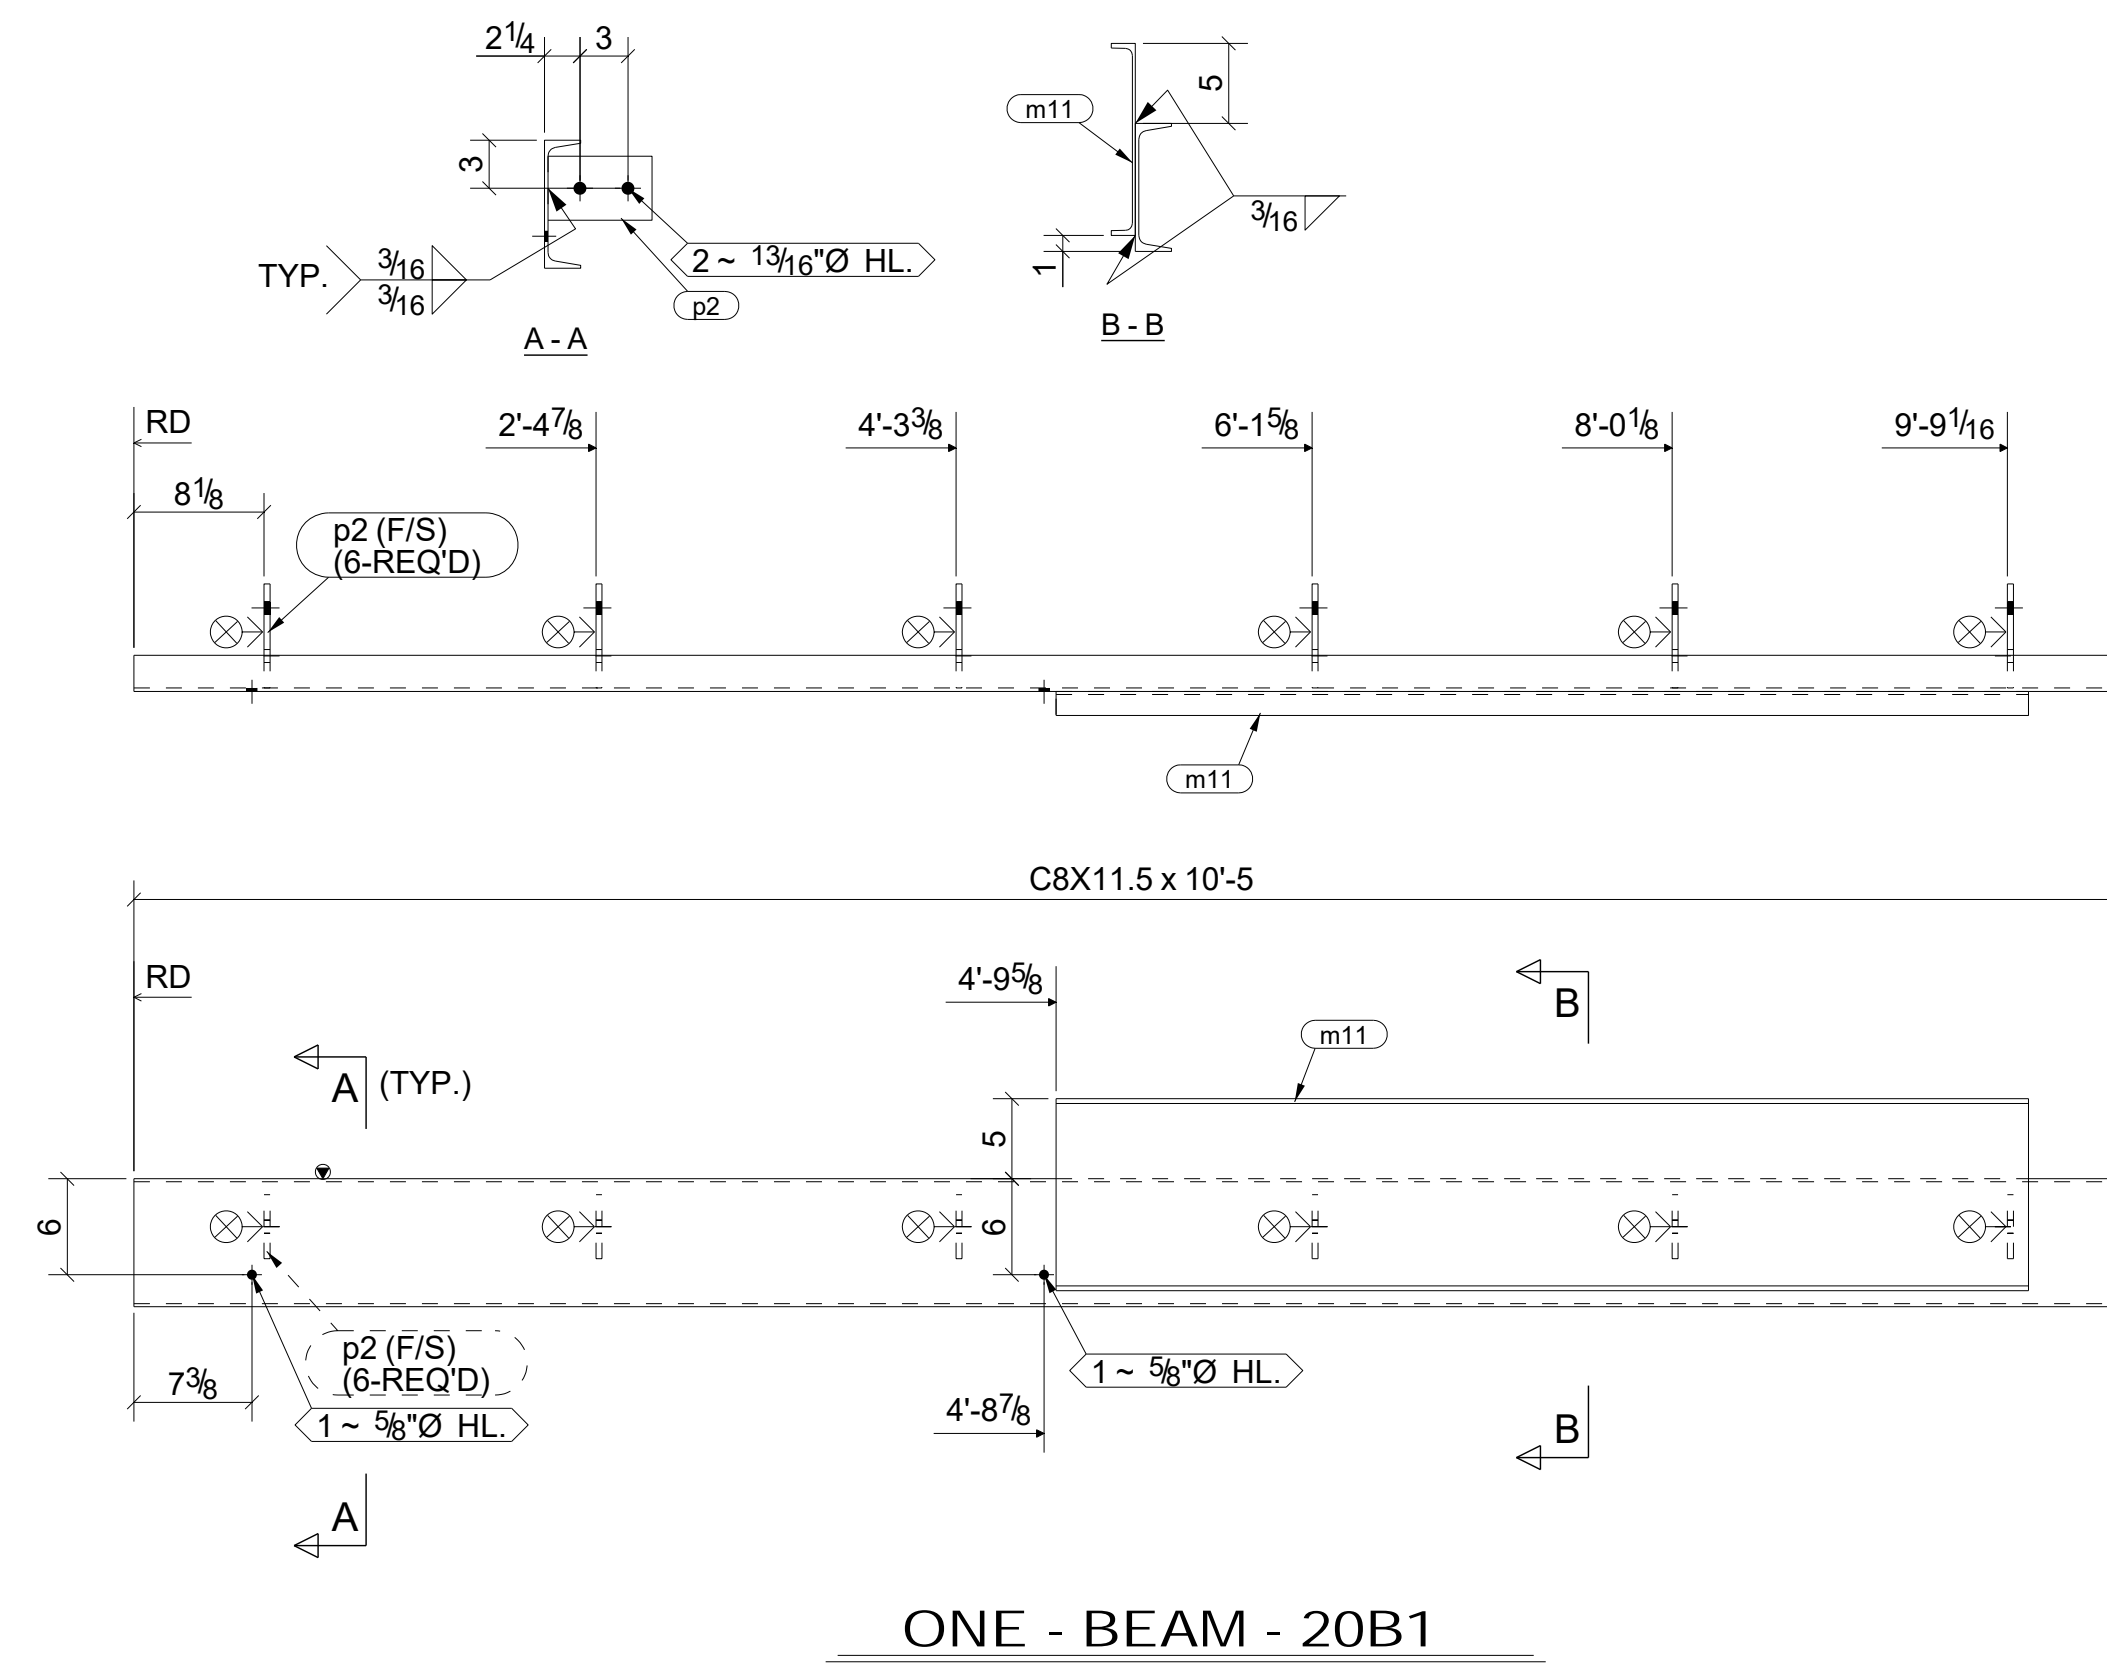 2 1/4
3
3
TYP.
3/16
3/16
2 ~ 13/16"Ø HL.
p2
A - A
m11
5
3/16
1
B - B
RD
2'-4 7/8
4'-3 3/8
6'-1 5/8
8'-0 1/8
9'-9 1/16
8 1/8
p2 (F/S)
(6-REQ'D)
m11
C8X11.5 x 10'-5
RD
4'-9 5/8
B
m11
A
(TYP.)
5
6
6
p2 (F/S)
(6-REQ'D)
7 3/8
1 ~ 5/8"Ø HL.
1 ~ 5/8"Ø HL.
4'-8 7/8
B
A
ONE - BEAM - 20B1